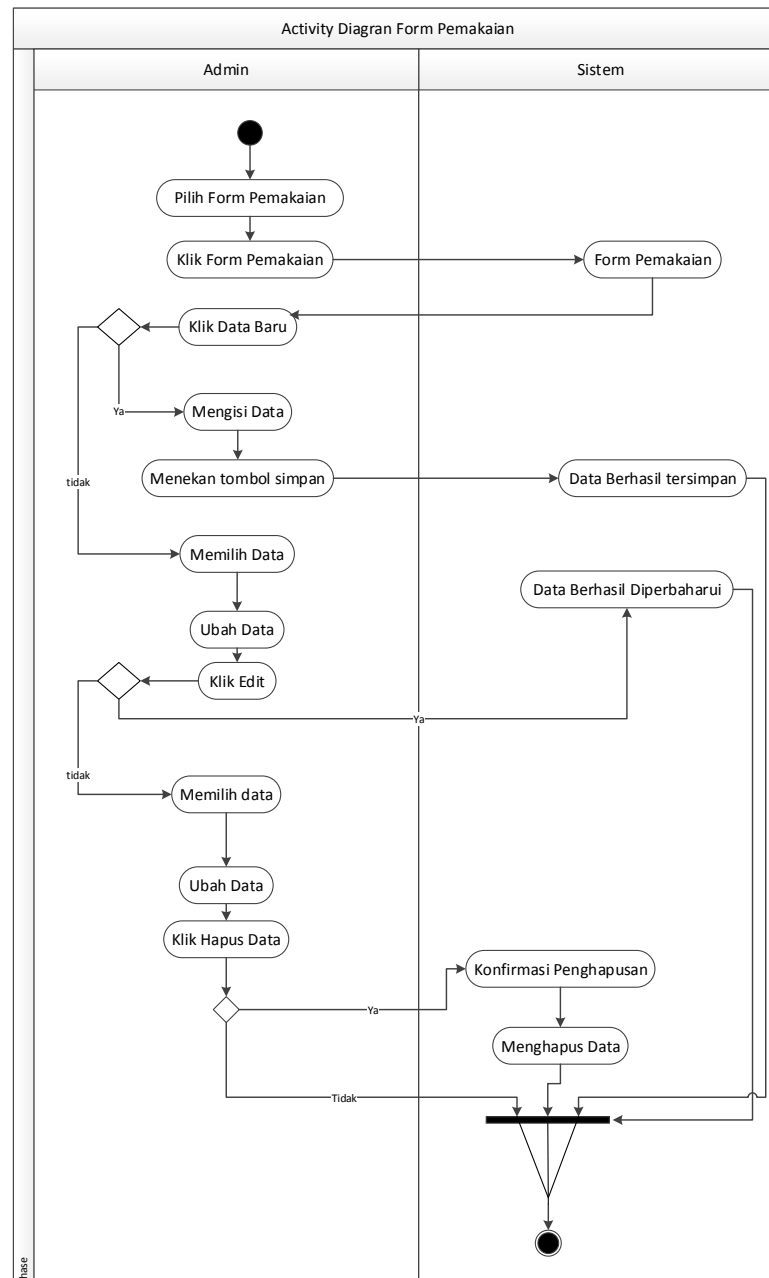 Activity Diagran Form Pemakaian
Admin
Sistem
Pilih Form Pemakaian
Klik Form Pemakaian
Form Pemakaian
Klik Data Baru
Ya
Mengisi Data
Menekan tombol simpan
Data Berhasil tersimpan
tidak
Memilih Data
Data Berhasil Diperbaharui
Ubah Data
Klik Edit
Ya
tidak
Memilih data
Ubah Data
Klik Hapus Data
Konfirmasi Penghapusan
Ya
Menghapus Data
Tidak
hase